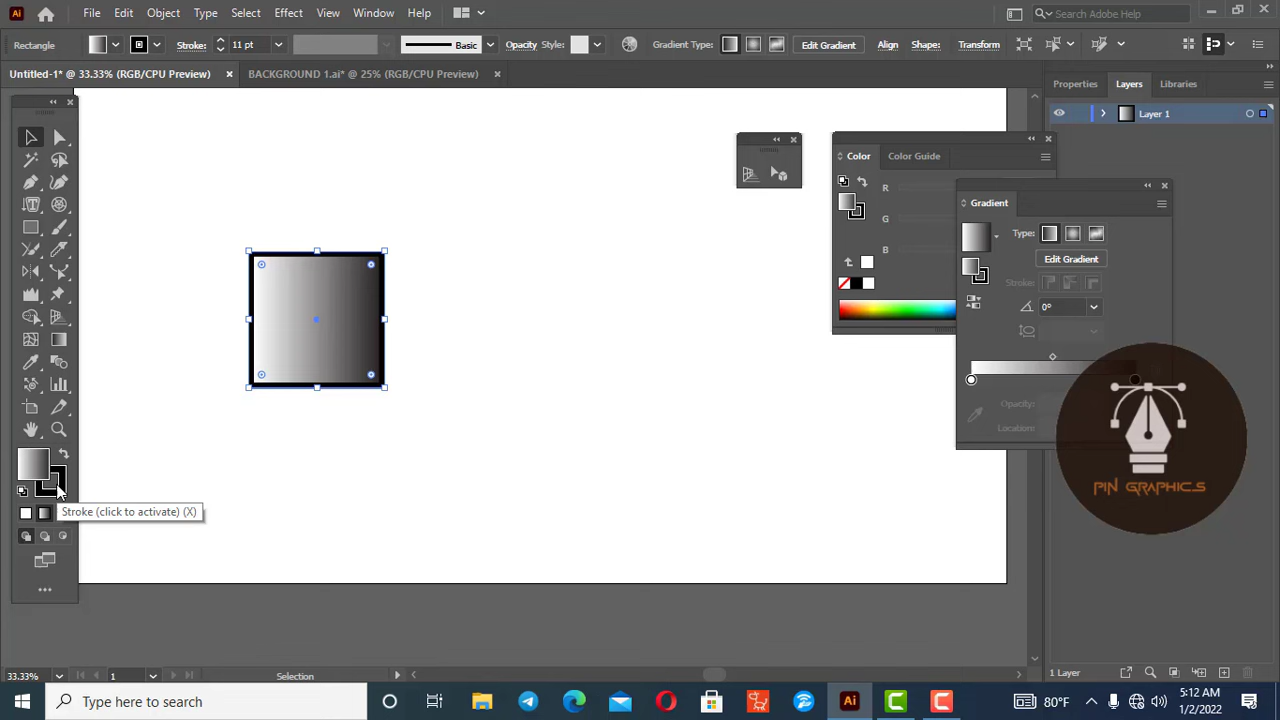 Ai File Edit Object Type Select Effect View Window Help Search Adobe Help
Rectangle Stroke: 11 pt Basic Opacity Style: Gradient Type: Edit Gradient Align Shape: Transform
Untitled-1* @ 33.33% (RGB/CPU Preview) BACKGROUND 1.ai* @ 25% (RGB/CPU Preview)
Properties Layers Libraries
Layer 1
Color Color Guide
R
G
B
Gradient
Type:
Edit Gradient
Stroke:
0°
Opacity:
Location:
PIN GRAPHICS
Stroke (click to activate) (X)
33.33% 1 Selection
1 Layer
Type here to search
Ai
80°F
5:12 AM
1/2/2022